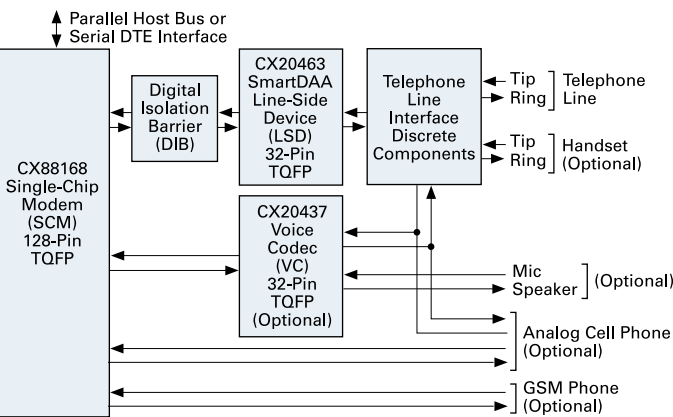 Parallel Host Bus or
Serial DTE Interface
CX88168
Single-Chip
Modem
(SCM)
128-Pin
TQFP
Digital
Isolation
Barrier
(DIB)
CX20463
SmartDAA
Line-Side
Device
(LSD)
32-Pin
TQFP
Telephone
Line
Interface
Discrete
Components
Tip
Ring
Telephone
Line
Tip
Ring
Handset
(Optional)
CX20437
Voice
Codec
(VC)
32-Pin
TQFP
(Optional)
Mic
Speaker
(Optional)
Analog Cell Phone
(Optional)
GSM Phone
(Optional)